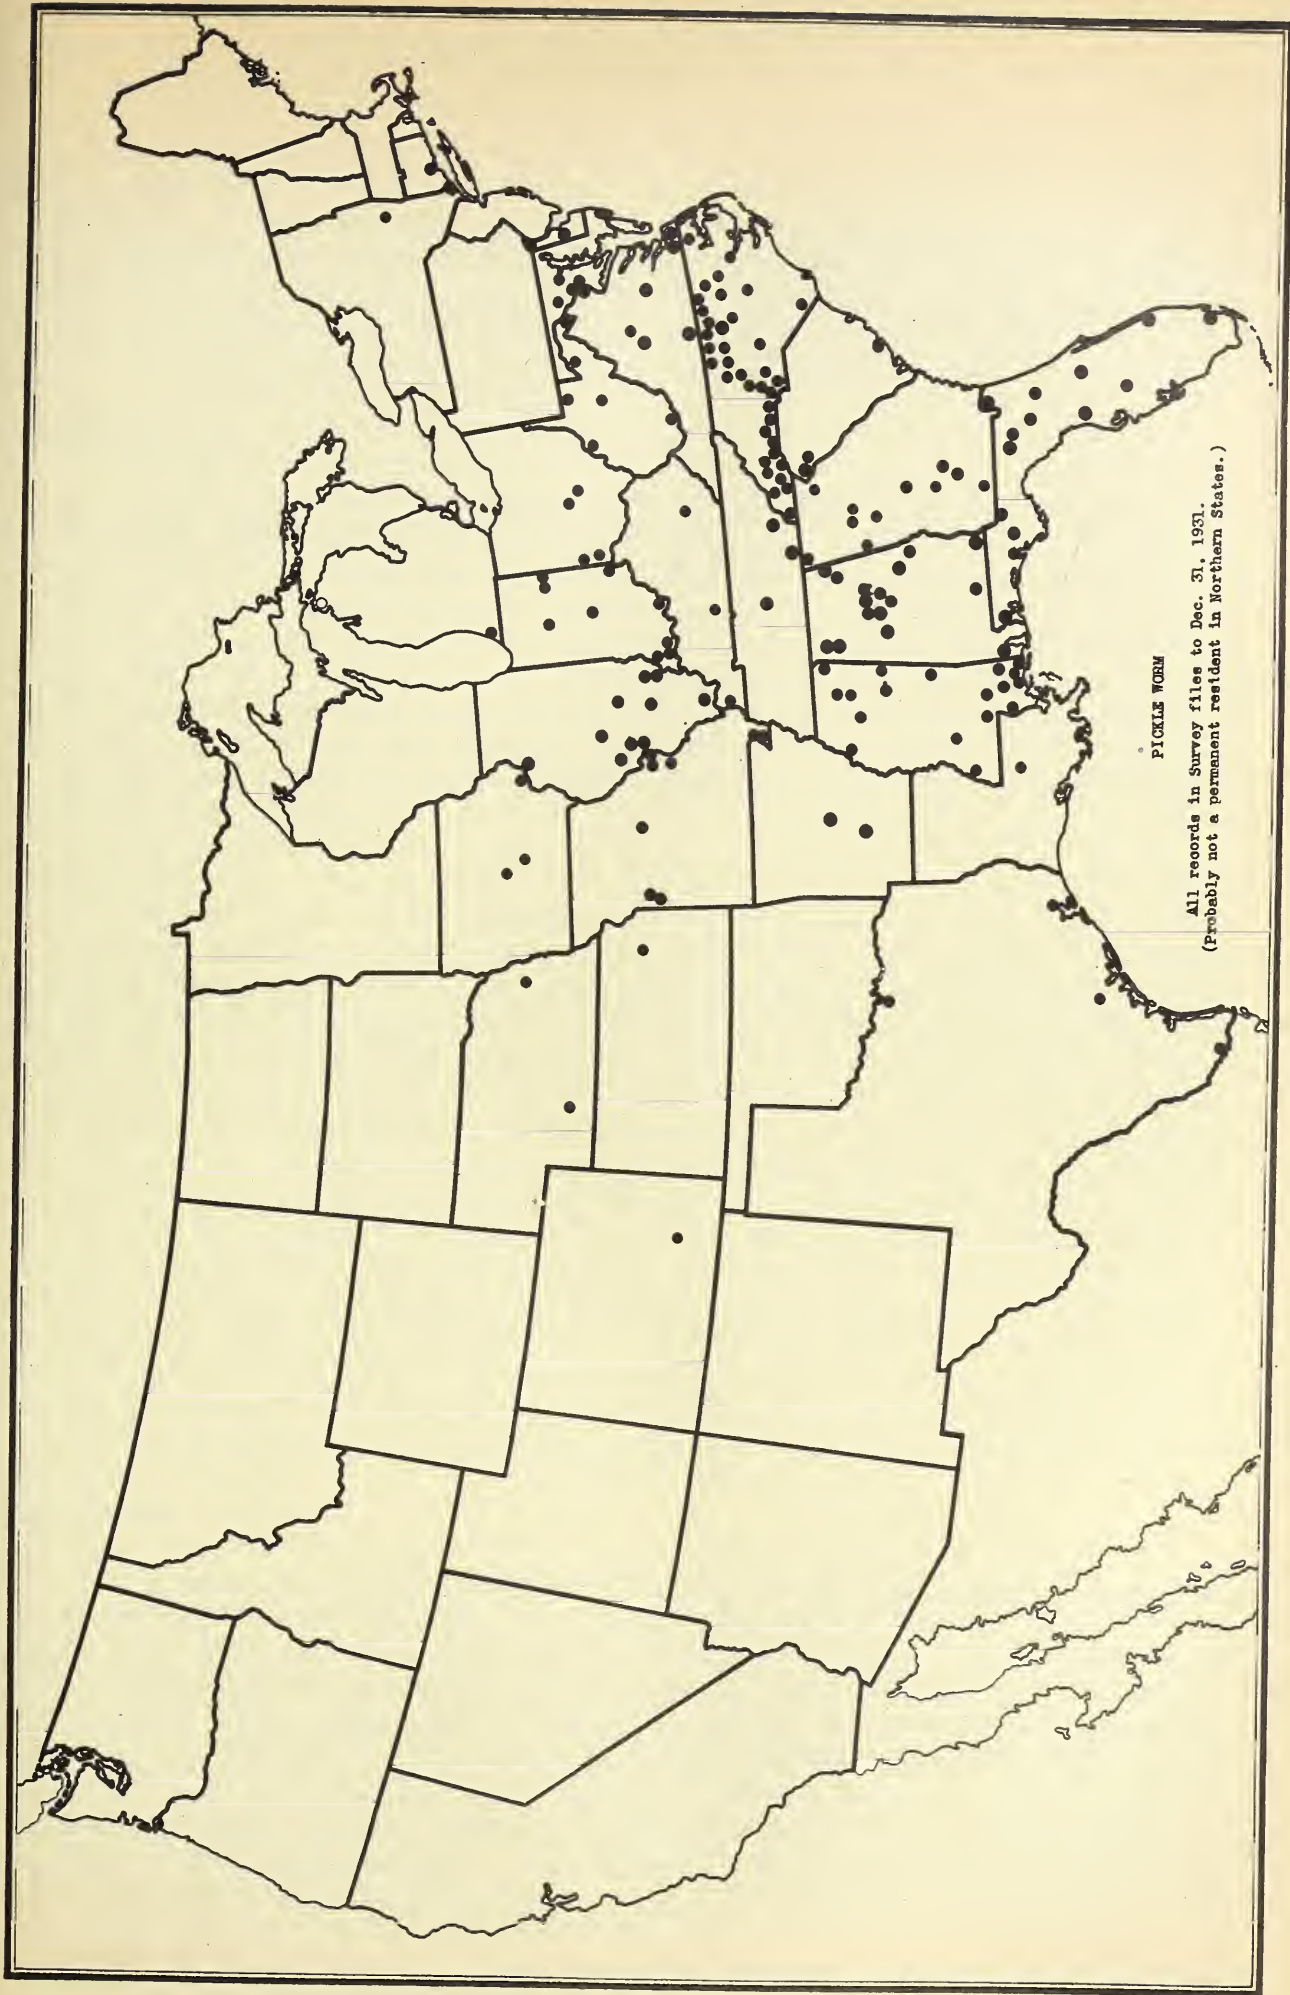 PICKLE WORM
All records in Survey files to Dec. 31, 1931.
(Probably not a permanent resident in Northern States.)